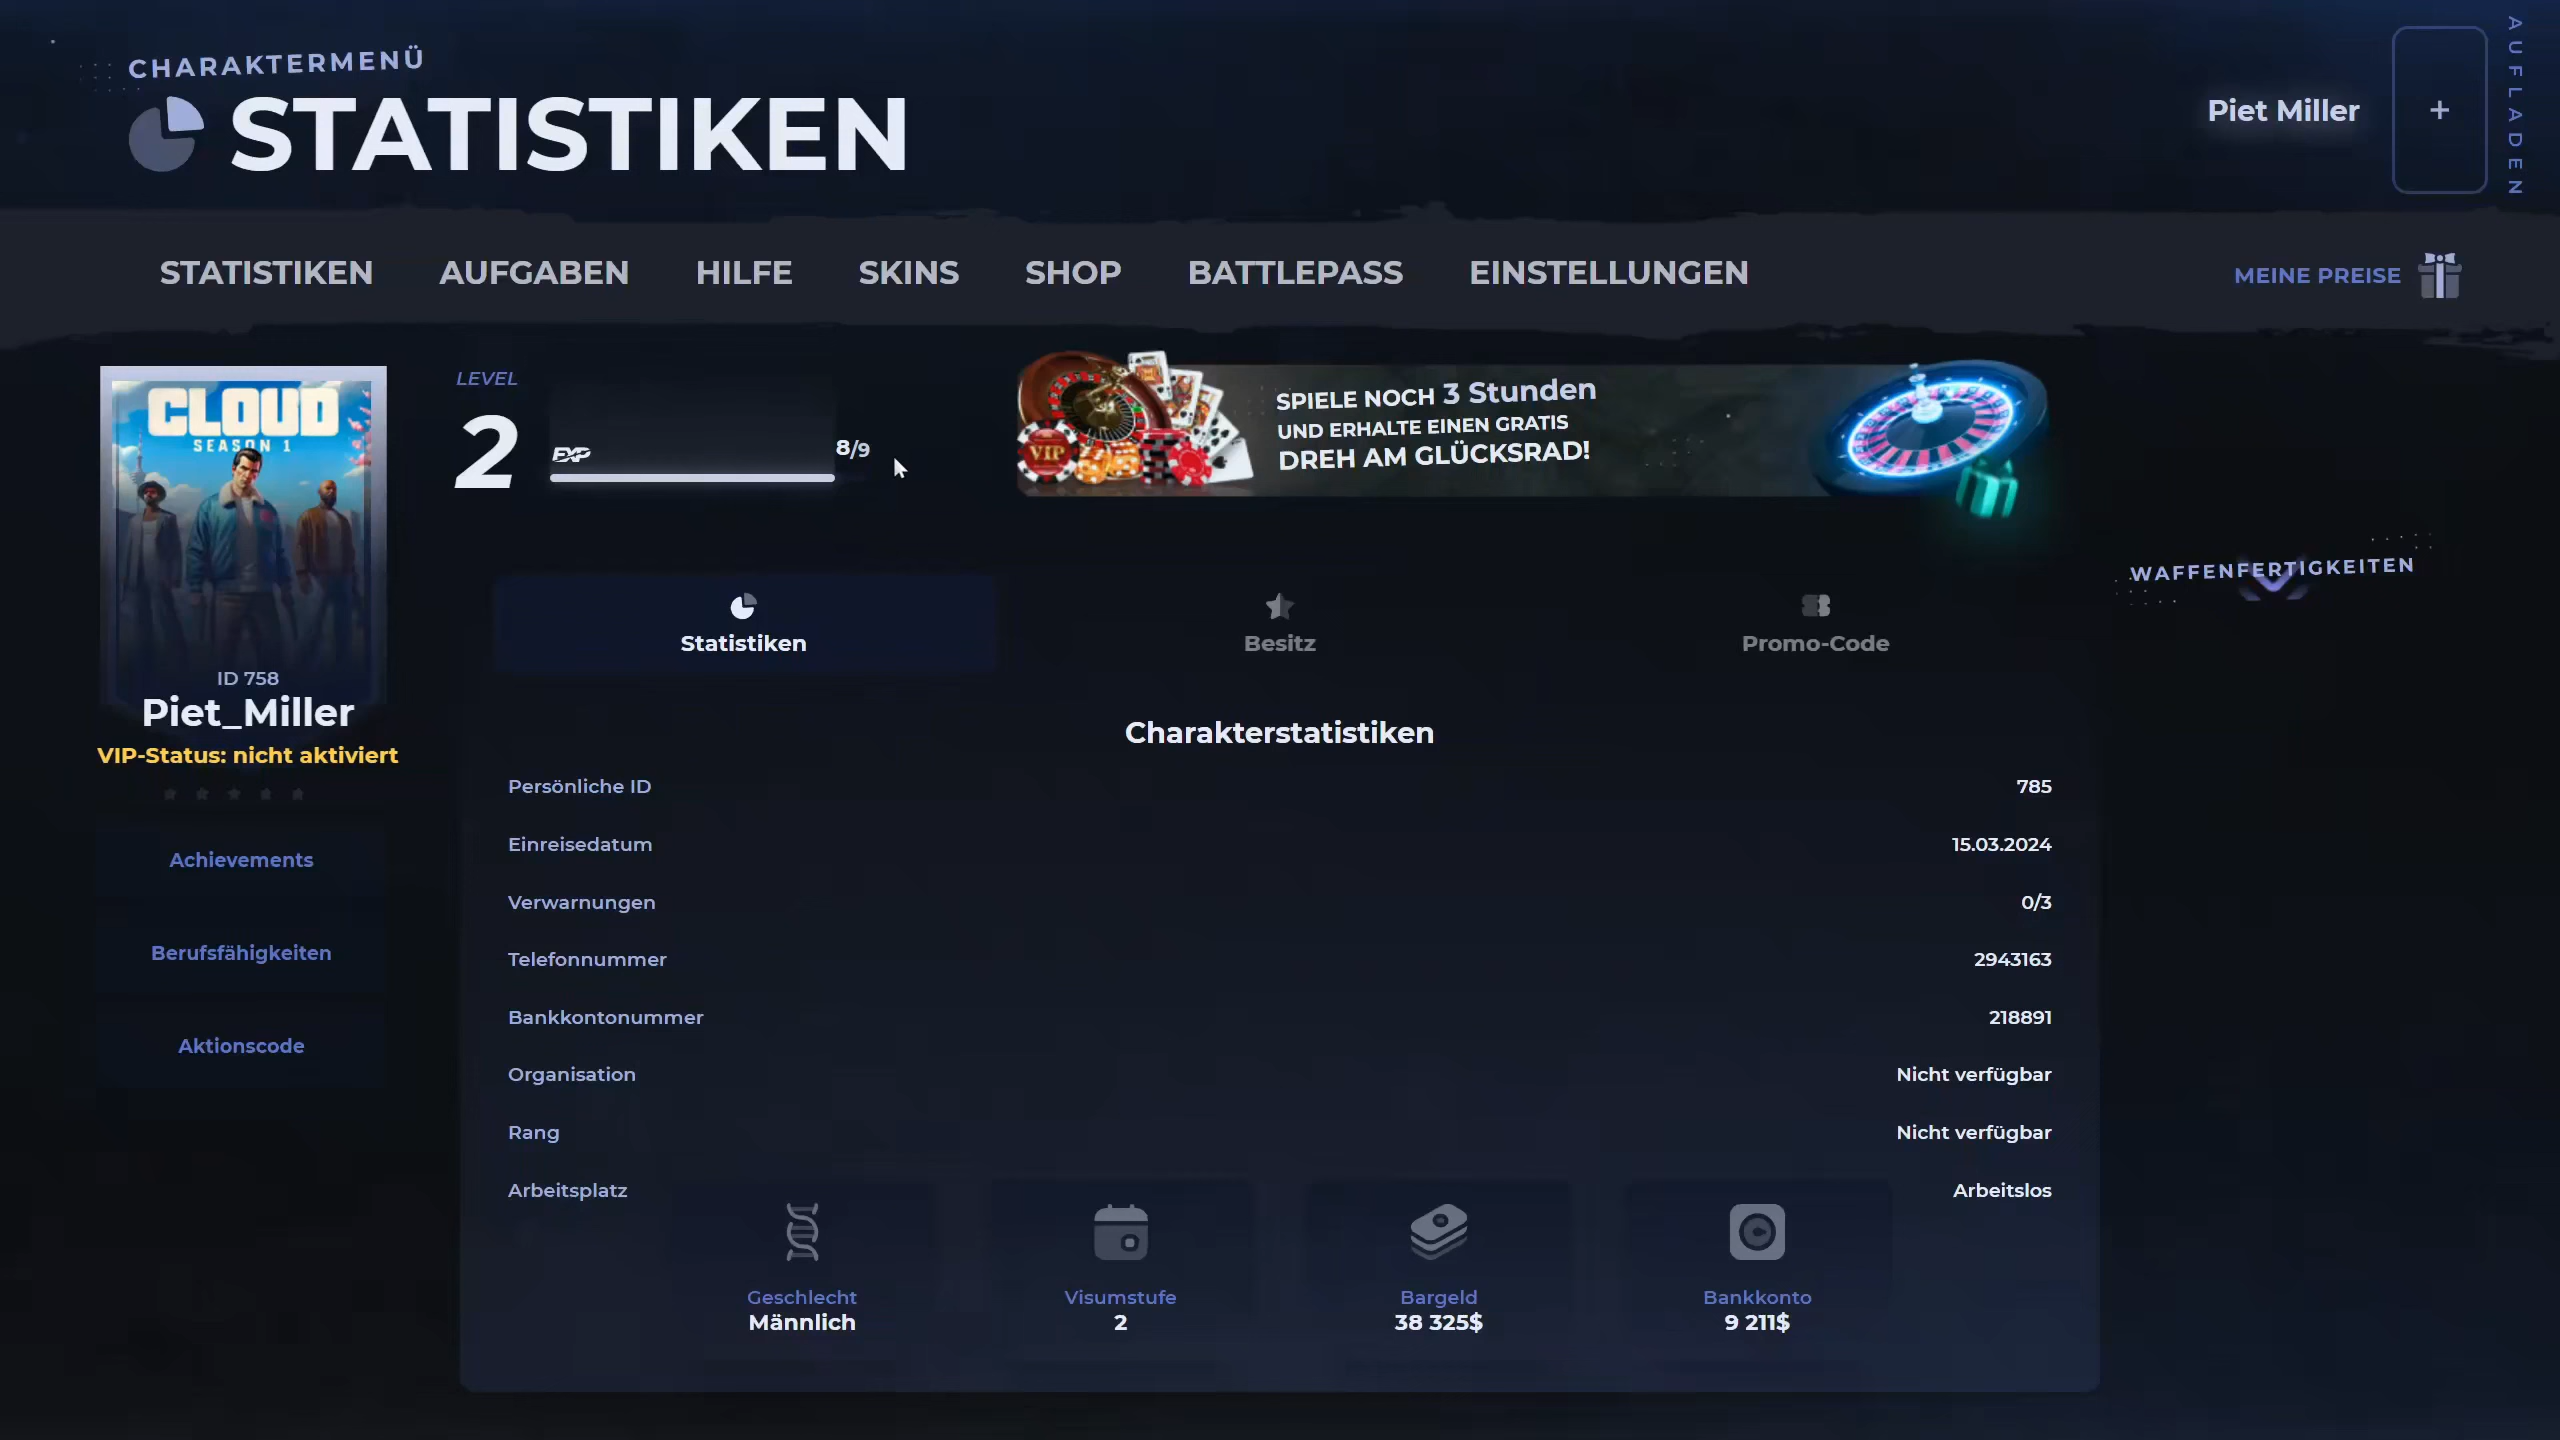 CHARAKTERMENÜ
STATISTIKEN
Piet Miller
+
AUFLADEN
STATISTIKEN AUFGABEN HILFE SKINS SHOP BATTLEPASS EINSTELLUNGEN
MEINE PREISE
CLOUD
SEASON 1
ID 758
Piet_Miller
VIP-Status: nicht aktiviert
Achievements
Berufsfähigkeiten
Aktionscode
LEVEL
2
EXP
8/9
VIP
SPIELE NOCH 3 Stunden
UND ERHALTE EINEN GRATIS
DREH AM GLÜCKSRAD!
WAFFENFERTIGKEITEN
Statistiken
Besitz
Promo-Code
Charakterstatistiken
Persönliche ID 785
Einreisedatum 15.03.2024
Verwarnungen 0/3
Telefonnummer 2943163
Bankkontonummer 218891
Organisation Nicht verfügbar
Rang Nicht verfügbar
Arbeitsplatz Arbeitslos
Geschlecht
Männlich
Visumstufe
2
Bargeld
38 325$
Bankkonto
9 211$